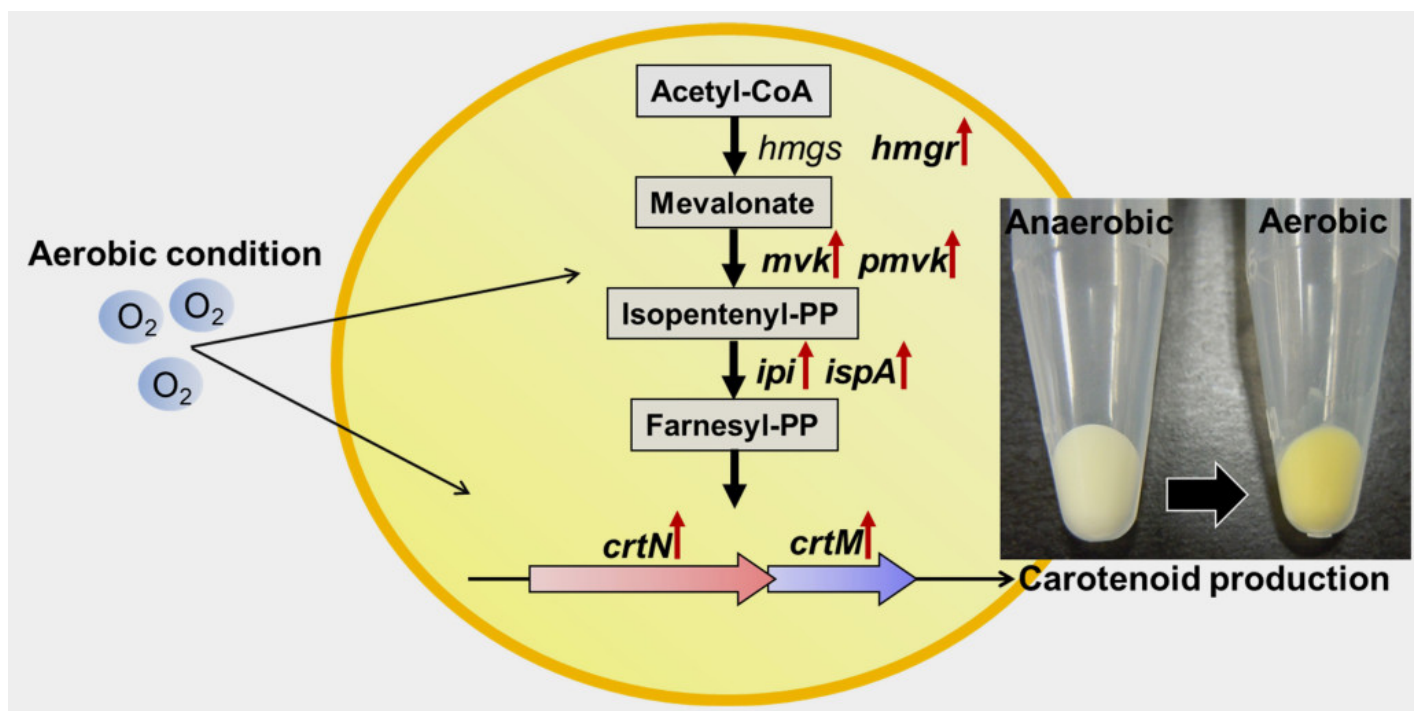 Acetyl-CoA
hmgs hmgr
Mevalonate
mvk pmvk
Isopentenyl-PP
ipi ispA
Farnesyl-PP
crtN crtM
Aerobic condition
O₂ O₂
O₂
Anaerobic Aerobic
Carotenoid production